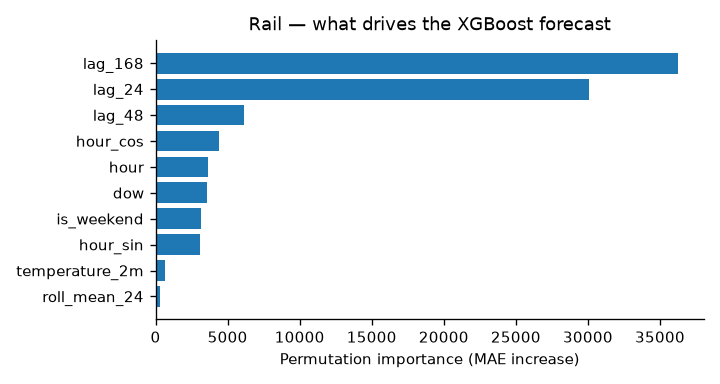 Rail — what drives the XGBoost forecast
lag_168
lag_24
lag_48
hour_cos
hour
dow
is_weekend
hour_sin
temperature_2m
roll_mean_24
0 5000 10000 15000 20000 25000 30000 35000
Permutation importance (MAE increase)